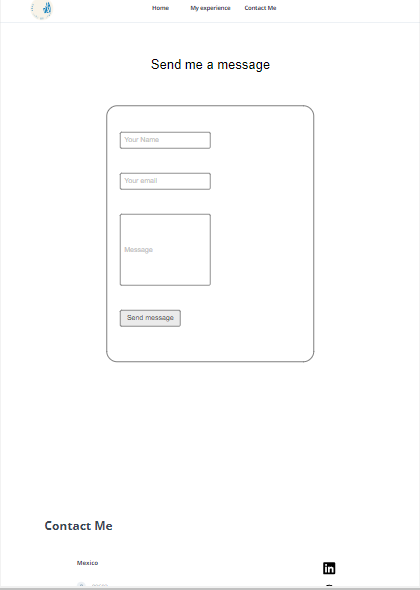 Home My experience Contact Me
Send me a message
Your Name
Your email
Message
Send message
Contact Me
Mexico
in